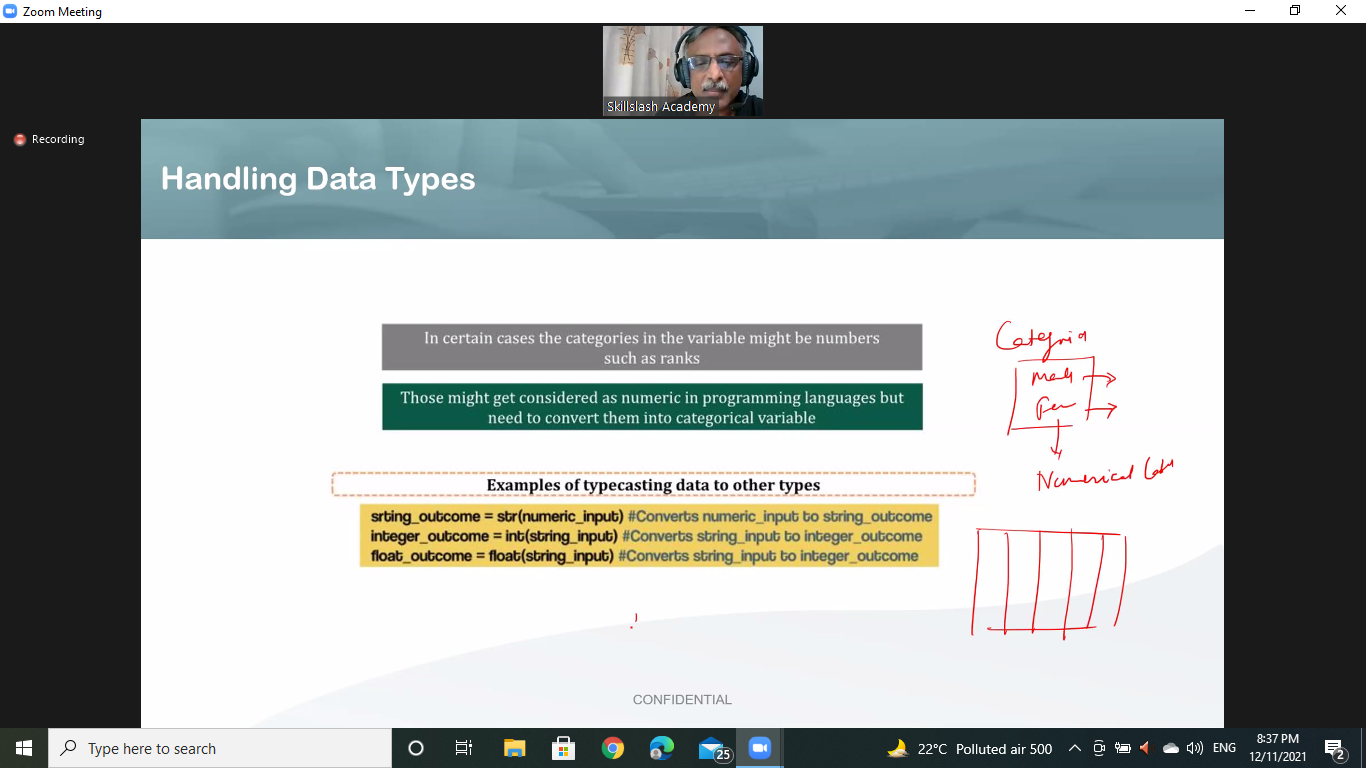 Zoom Meeting
Skillslash Academy
Recording
Handling Data Types
In certain cases the categories in the variable might be numbers
such as ranks
Those might get considered as numeric in programming languages but
need to convert them into categorical variable
Examples of typecasting data to other types
srting_outcome = str(numeric_input) #Converts numeric_input to string_outcome
integer_outcome = int(string_input) #Converts string_input to integer_outcome
float_outcome = float(string_input) #Converts string_input to integer_outcome
Numerical
CONFIDENTIAL
Type here to search
25
22°C Polluted air 500
ENG
8:37 PM
12/11/2021
2